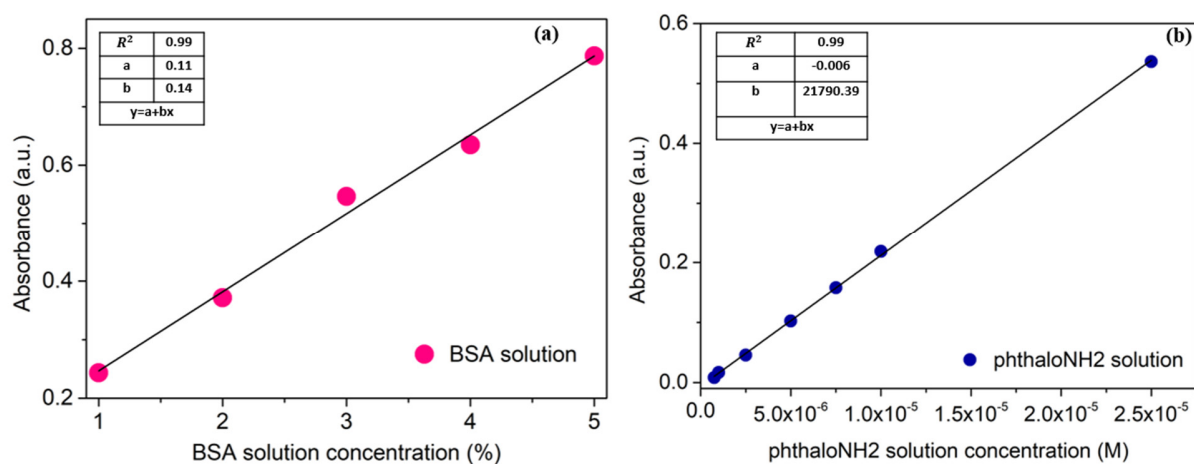 (a)
R² 0.99
a 0.11
b 0.14
y=a+bx
0.8
0.6
0.4
0.2
Absorbance (a.u.)
BSA solution
1 2 3 4 5
BSA solution concentration (%)
(b)
R² 0.99
a -0.006
b 21790.39
y=a+bx
0.6
0.4
0.2
0.0
Absorbance (a.u.)
phthaloNH2 solution
0.0 5.0x10⁻⁶ 1.0x10⁻⁵ 1.5x10⁻⁵ 2.0x10⁻⁵ 2.5x10⁻⁵
phthaloNH2 solution concentration (M)